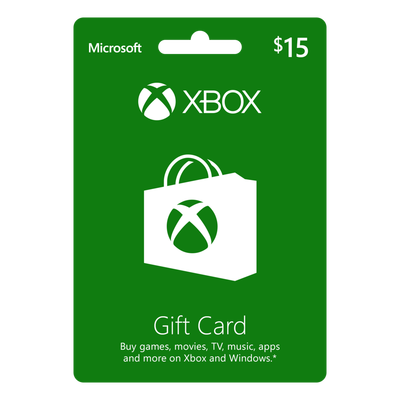 Microsoft
$15
XBOX
Gift Card
Buy games, movies, TV, music, apps
and more on Xbox and Windows.*